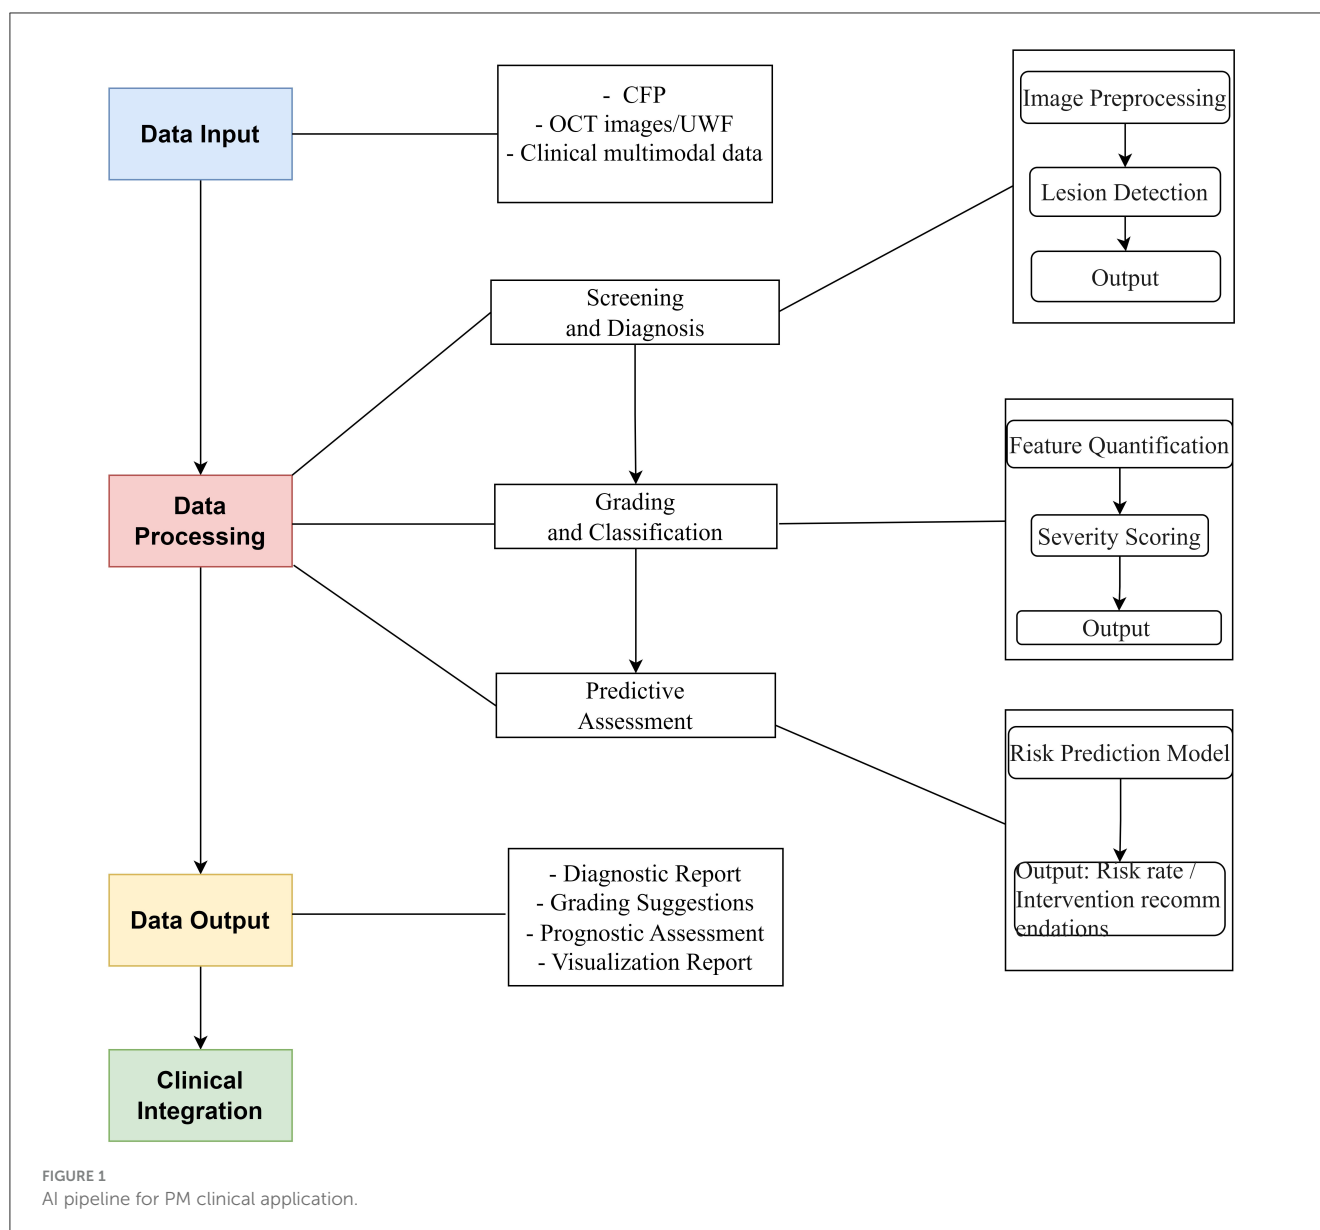 Data Input
- CFP
- OCT images/UWF
- Clinical multimodal data
Image Preprocessing
Lesion Detection
Output
Screening
and Diagnosis
Data
Processing
Grading
and Classification
Feature Quantification
Severity Scoring
Output
Predictive
Assessment
Risk Prediction Model
Output: Risk rate /
Intervention recomm
endations
Data Output
- Diagnostic Report
- Grading Suggestions
- Prognostic Assessment
- Visualization Report
Clinical
Integration
FIGURE 1
AI pipeline for PM clinical application.